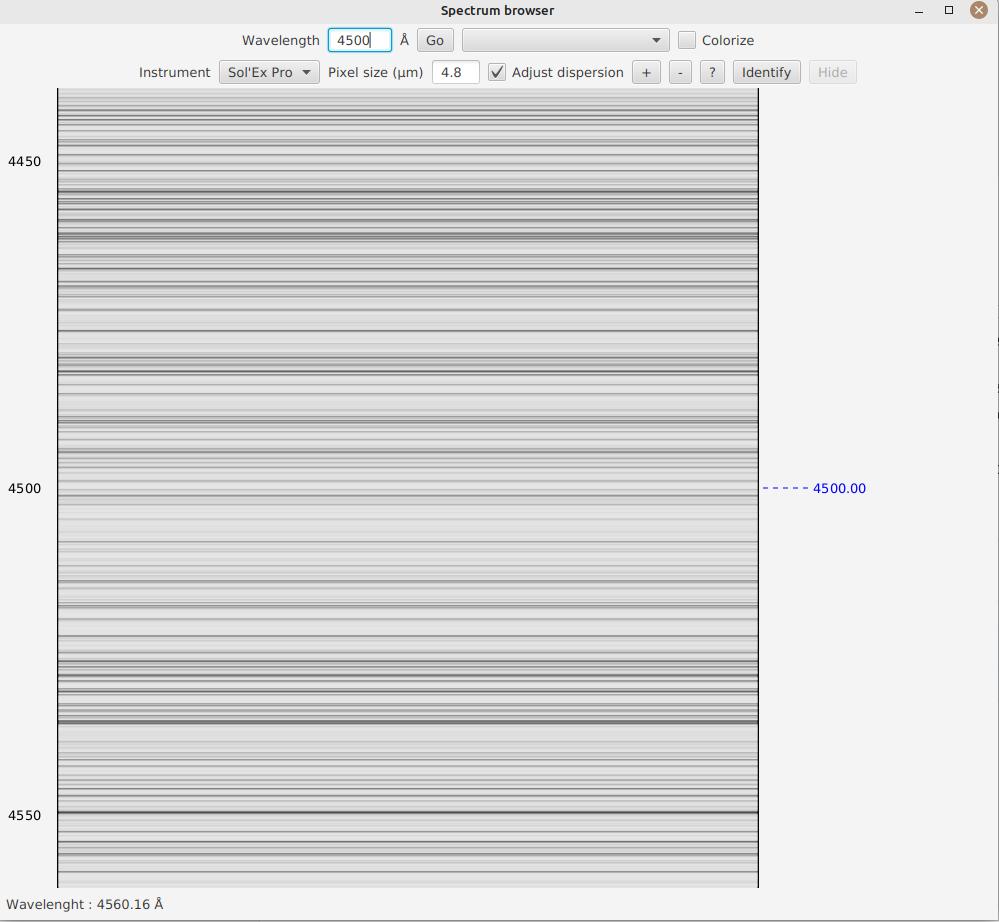 Spectrum browser
Wavelength 4500 Å Go Colorize
Instrument Sol'Ex Pro Pixel size (µm) 4.8 Adjust dispersion + - ? Identify Hide
4450
4500 4500.00
4550
Wavelenght : 4560.16 Å